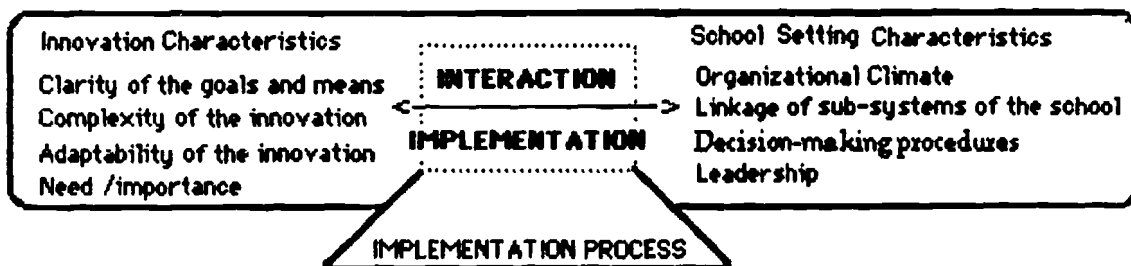 Innovation Characteristics
Clarity of the goals and means
Complexity of the innovation
Adaptability of the innovation
Need /importance
INTERACTION
IMPLEMENTATION
School Setting Characteristics
Organizational Climate
Linkage of sub-systems of the school
Decision-making procedures
Leadership
IMPLEMENTATION PROCESS